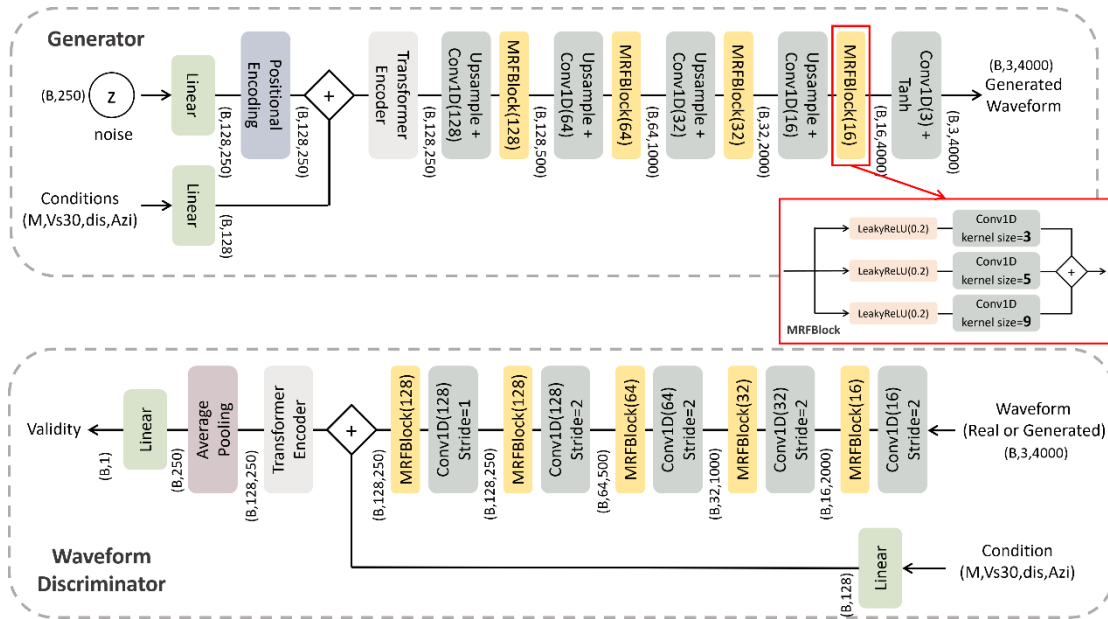 Generator
(B,250)
z
noise
Linear
(B,128,250)
Positional
Encoding
(B,128,250)
+
Conditions
(M,Vs30,dis,Azi)
Linear
(B,128)
Transformer
Encoder
(B,128,250)
Upsample +
Conv1D(128)
MRFBlock(128)
(B,128,500)
Upsample +
Conv1D(64)
MRFBlock(64)
(B,64,1000)
Upsample +
Conv1D(32)
MRFBlock(32)
(B,32,2000)
Upsample +
Conv1D(16)
MRFBlock(16)
(B,16,4000)
Conv1D(3) +
Tanh
(B,3,4000)
(B,3,4000)
Generated
Waveform
LeakyReLU(0.2)
Conv1D
kernel size=3
LeakyReLU(0.2)
Conv1D
kernel size=5
+
LeakyReLU(0.2)
Conv1D
kernel size=9
MRFBlock
Validity
(B,1)
Linear
(B,250)
Average
Pooling
(B,128,250)
Transformer
Encoder
+
(B,128,250)
MRFBlock(128)
Conv1D(128)
Stride=1
(B,128,250)
MRFBlock(128)
Conv1D(128)
Stride=2
(B,64,500)
MRFBlock(64)
Conv1D(64)
Stride=2
(B,32,1000)
MRFBlock(32)
Conv1D(32)
Stride=2
(B,16,2000)
MRFBlock(16)
Conv1D(16)
Stride=2
Waveform
(Real or Generated)
(B,3,4000)
Waveform
Discriminator
(B,128)
Linear
Condition
(M,Vs30,dis,Azi)